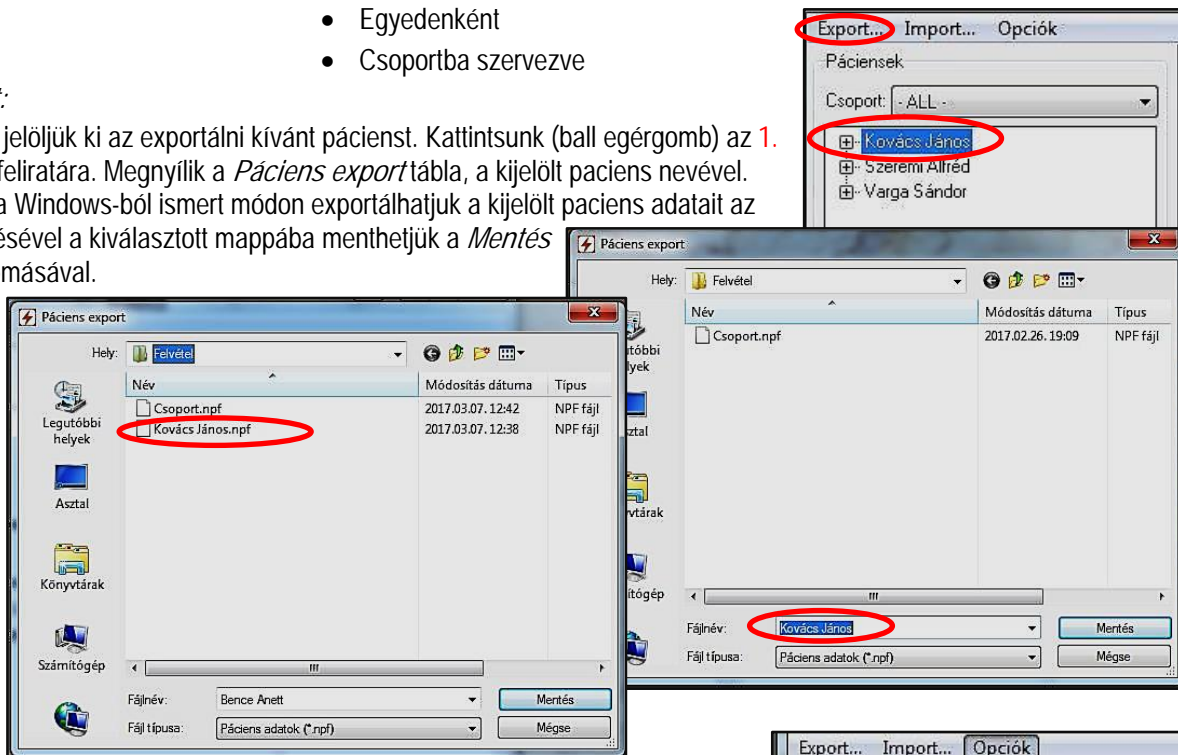 • Egyedenként
• Csoportba szervezve
t:
jelöljük ki az exportálni kívánt pácienst. Kattintsunk (ball egérgomb) az 1.
feliratára. Megnyílik a Páciens export tábla, a kijelölt paciens nevével.
a Windows-ból ismert módon exportálhatjuk a kijelölt paciens adatait az
ésével a kiválasztott mappába menthetjük a Mentés
omásával.
Export... Import... Opciók
Páciensek
Csoport: - ALL -
Kovács János
Szerémi Alfréd
Varga Sándor
Páciens export
Hely: Felvétel
Név Módosítás dátuma Típus
Csoport.npf 2017.02.26. 19:09 NPF fájl
utóbbi
lyek
ztal
vtárak
ítógép
Fájlnév: Kovács János Mentés
Fájl típusa: Páciens adatok (*.npf) Mégse
Páciens export
Hely: Felvétel
Név Módosítás dátuma Típus
Csoport.npf 2017.03.07. 12:42 NPF fájl
Kovács János.npf 2017.03.07. 12:38 NPF fájl
Legutóbbi
helyek
Asztal
Könyvtárak
Számítógép
Fájlnév: Bence Anett Mentés
Fájl típusa: Páciens adatok (*.npf) Mégse
Export... Import... Opciók